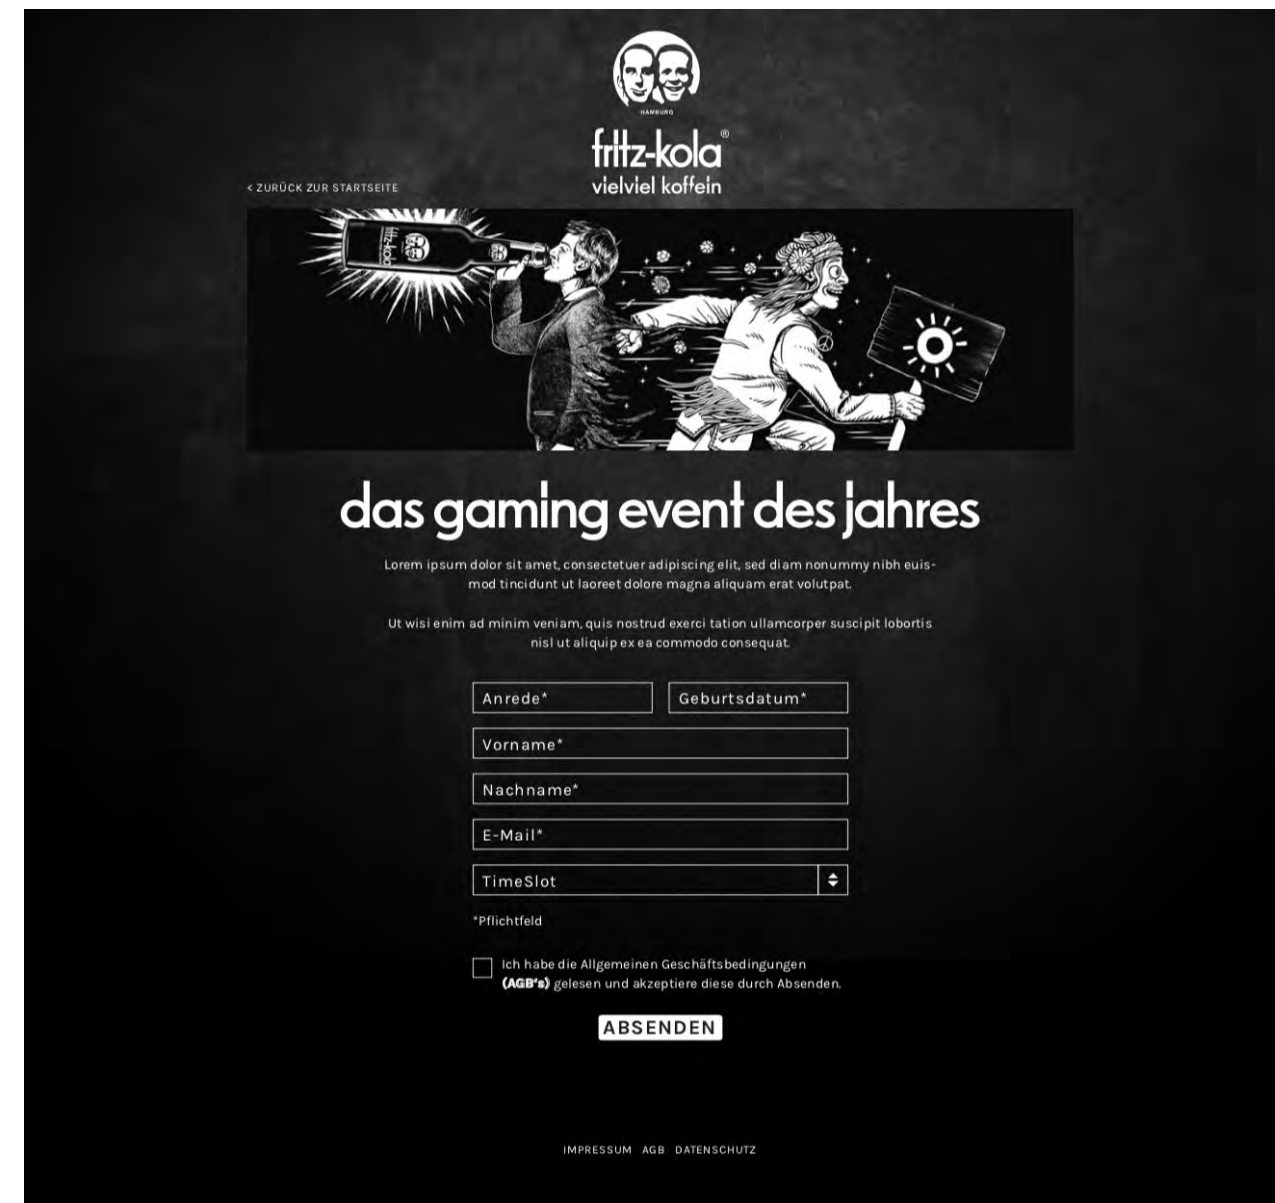 HAMBURG
fritz-kola®
vielviel koffein
< ZURÜCK ZUR STARTSEITE
fritz-kola
das gaming event des jahres
Lorem ipsum dolor sit amet, consectetuer adipiscing elit, sed diam nonummy nibh euis-
mod tincidunt ut laoreet dolore magna aliquam erat volutpat.
Ut wisi enim ad minim veniam, quis nostrud exerci tation ullamcorper suscipit lobortis
nisl ut aliquip ex ea commodo consequat.
Anrede* Geburtsdatum*
Vorname*
Nachname*
E-Mail*
TimeSlot
*Pflichtfeld
Ich habe die Allgemeinen Geschäftsbedingungen
(AGB's) gelesen und akzeptiere diese durch Absenden.
ABSENDEN
IMPRESSUM AGB DATENSCHUTZ